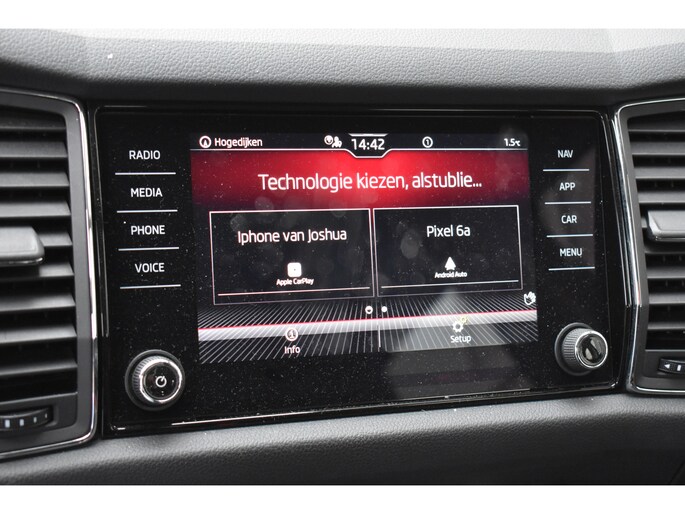 RADIO
MEDIA
PHONE
VOICE
Hogedijken
14:42
1.5°C
Technologie kiezen, alstublie...
Iphone van Joshua
Apple CarPlay
Pixel 6a
Android Auto
Info
Setup
NAV
APP
CAR
MENU